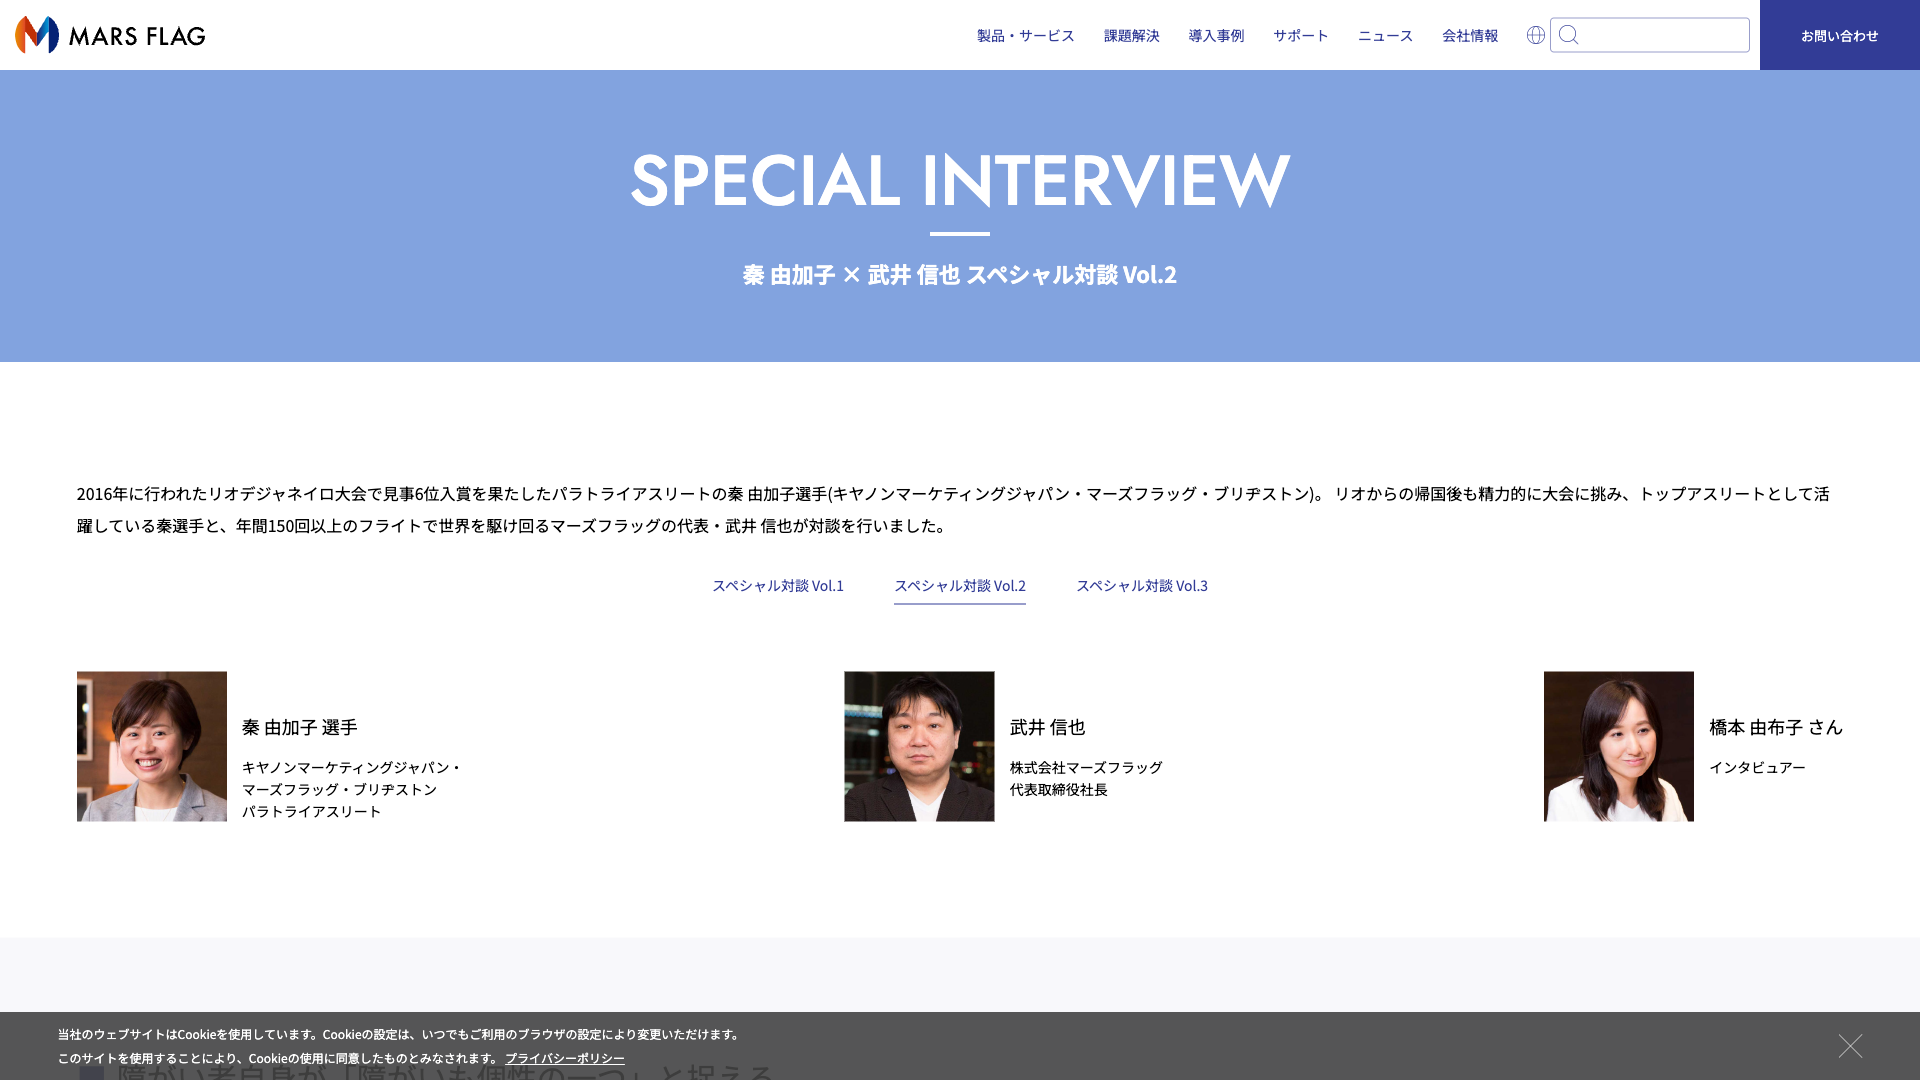 MARS FLAG
製品・サービス
課題解決
導入事例
サポート
ニュース
会社情報
お問い合わせ
SPECIAL INTERVIEW
秦 由加子 × 武井 信也 スペシャル対談 Vol.2
2016年に行われたリオデジャネイロ大会で見事6位入賞を果たしたパラトライアスリートの秦 由加子選手(キヤノンマーケティングジャパン・マーズフラッグ・ブリヂストン)。 リオからの帰国後も精力的に大会に挑み、トップアスリートとして活
躍している秦選手と、年間150回以上のフライトで世界を駆け回るマーズフラッグの代表・武井 信也が対談を行いました。
スペシャル対談 Vol.1
スペシャル対談 Vol.2
スペシャル対談 Vol.3
秦 由加子 選手
キヤノンマーケティングジャパン・
マーズフラッグ・ブリヂストン
パラトライアスリート
武井 信也
株式会社マーズフラッグ
代表取締役社長
橋本 由布子 さん
インタビュアー
当社のウェブサイトはCookieを使用しています。Cookieの設定は、いつでもご利用のブラウザの設定により変更いただけます。
このサイトを使用することにより、Cookieの使用に同意したものとみなされます。 プライバシーポリシー
障がい者自身が「障がいも個性の一つ」と捉える